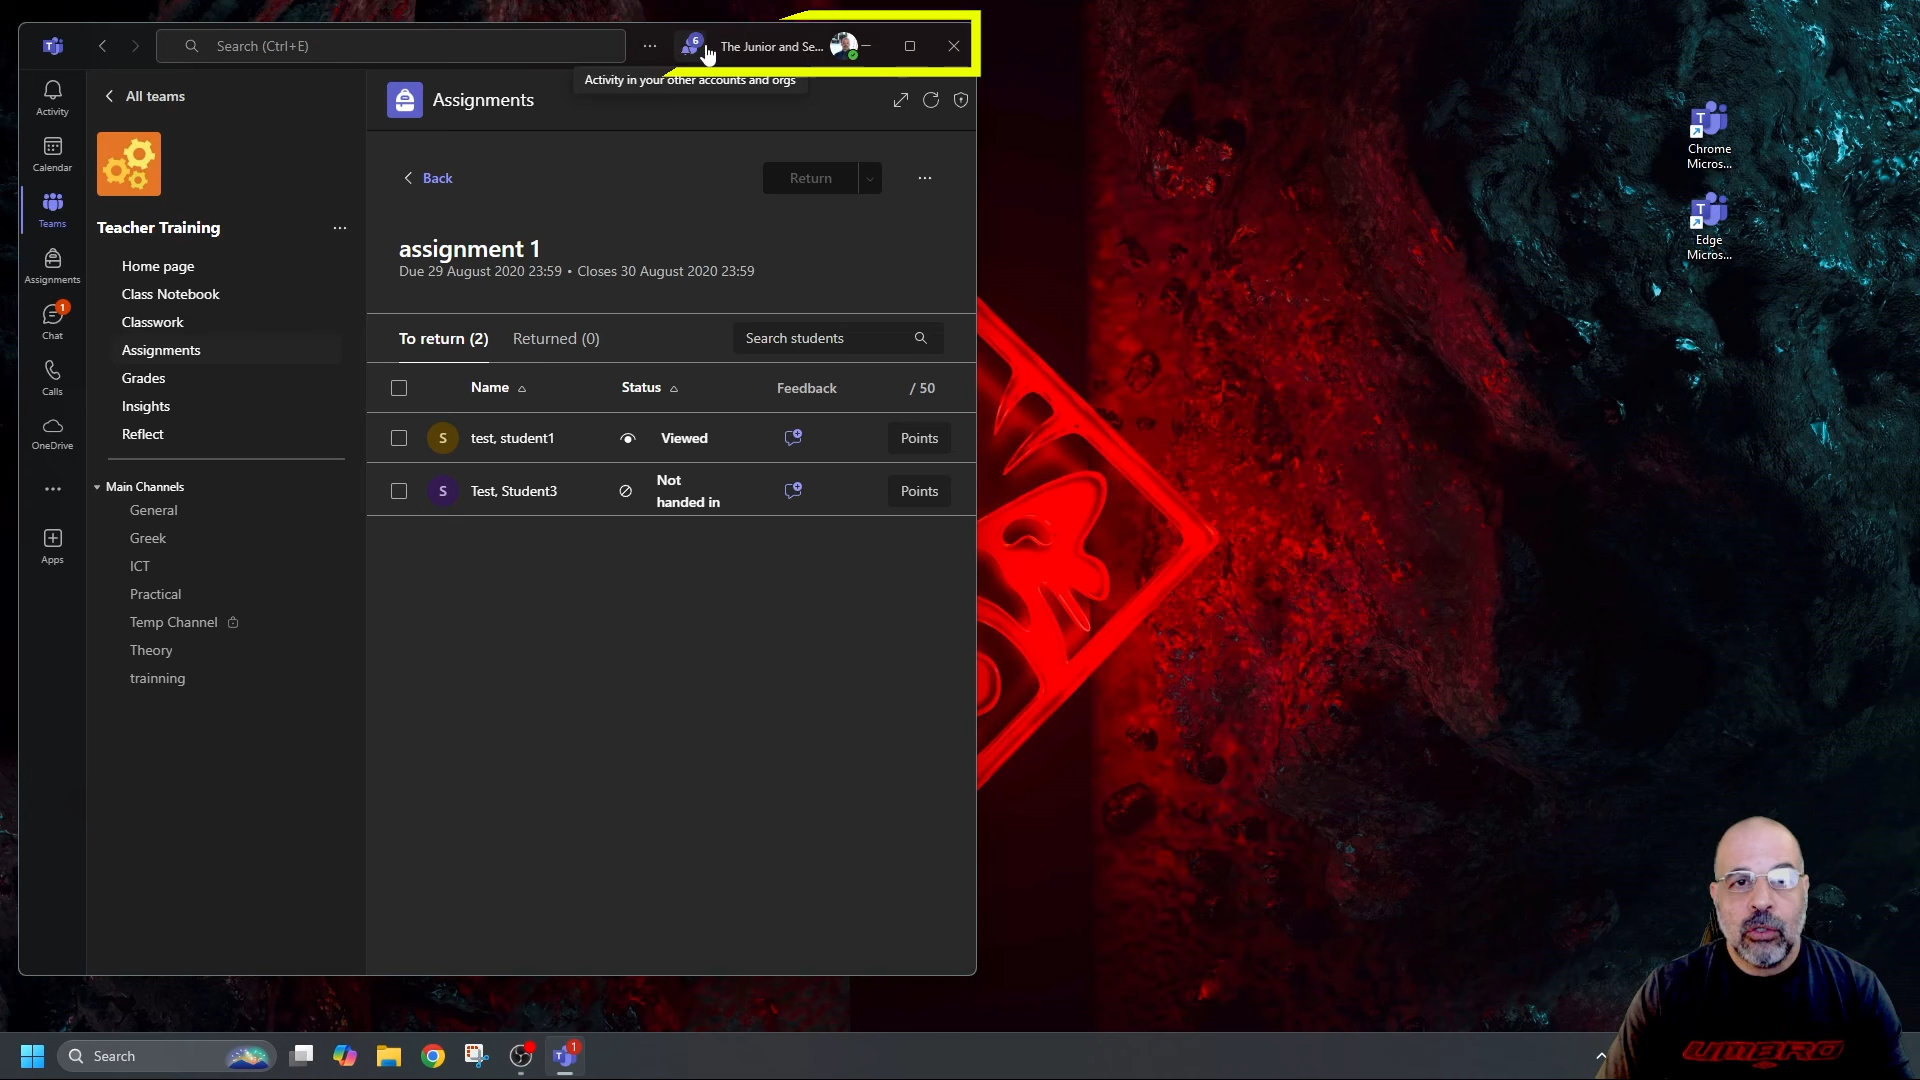 Search (Ctrl+E)
6
The Junior and Se...
Activity in your other accounts and orgs
Activity
Calendar
Teams
Assignments
1
Chat
Calls
OneDrive
Apps
All teams
Teacher Training
Home page
Class Notebook
Classwork
Assignments
Grades
Insights
Reflect
Main Channels
General
Greek
ICT
Practical
Temp Channel
Theory
trainning
Assignments
Back
Return
assignment 1
Due 29 August 2020 23:59 • Closes 30 August 2020 23:59
To return (2)
Returned (0)
Search students
Name
Status
Feedback
/ 50
S
test, student1
Viewed
Points
S
Test, Student3
Not
handed in
Points
T
Chrome
Micros...
T
Edge
Micros...
UMBRO
Search
1